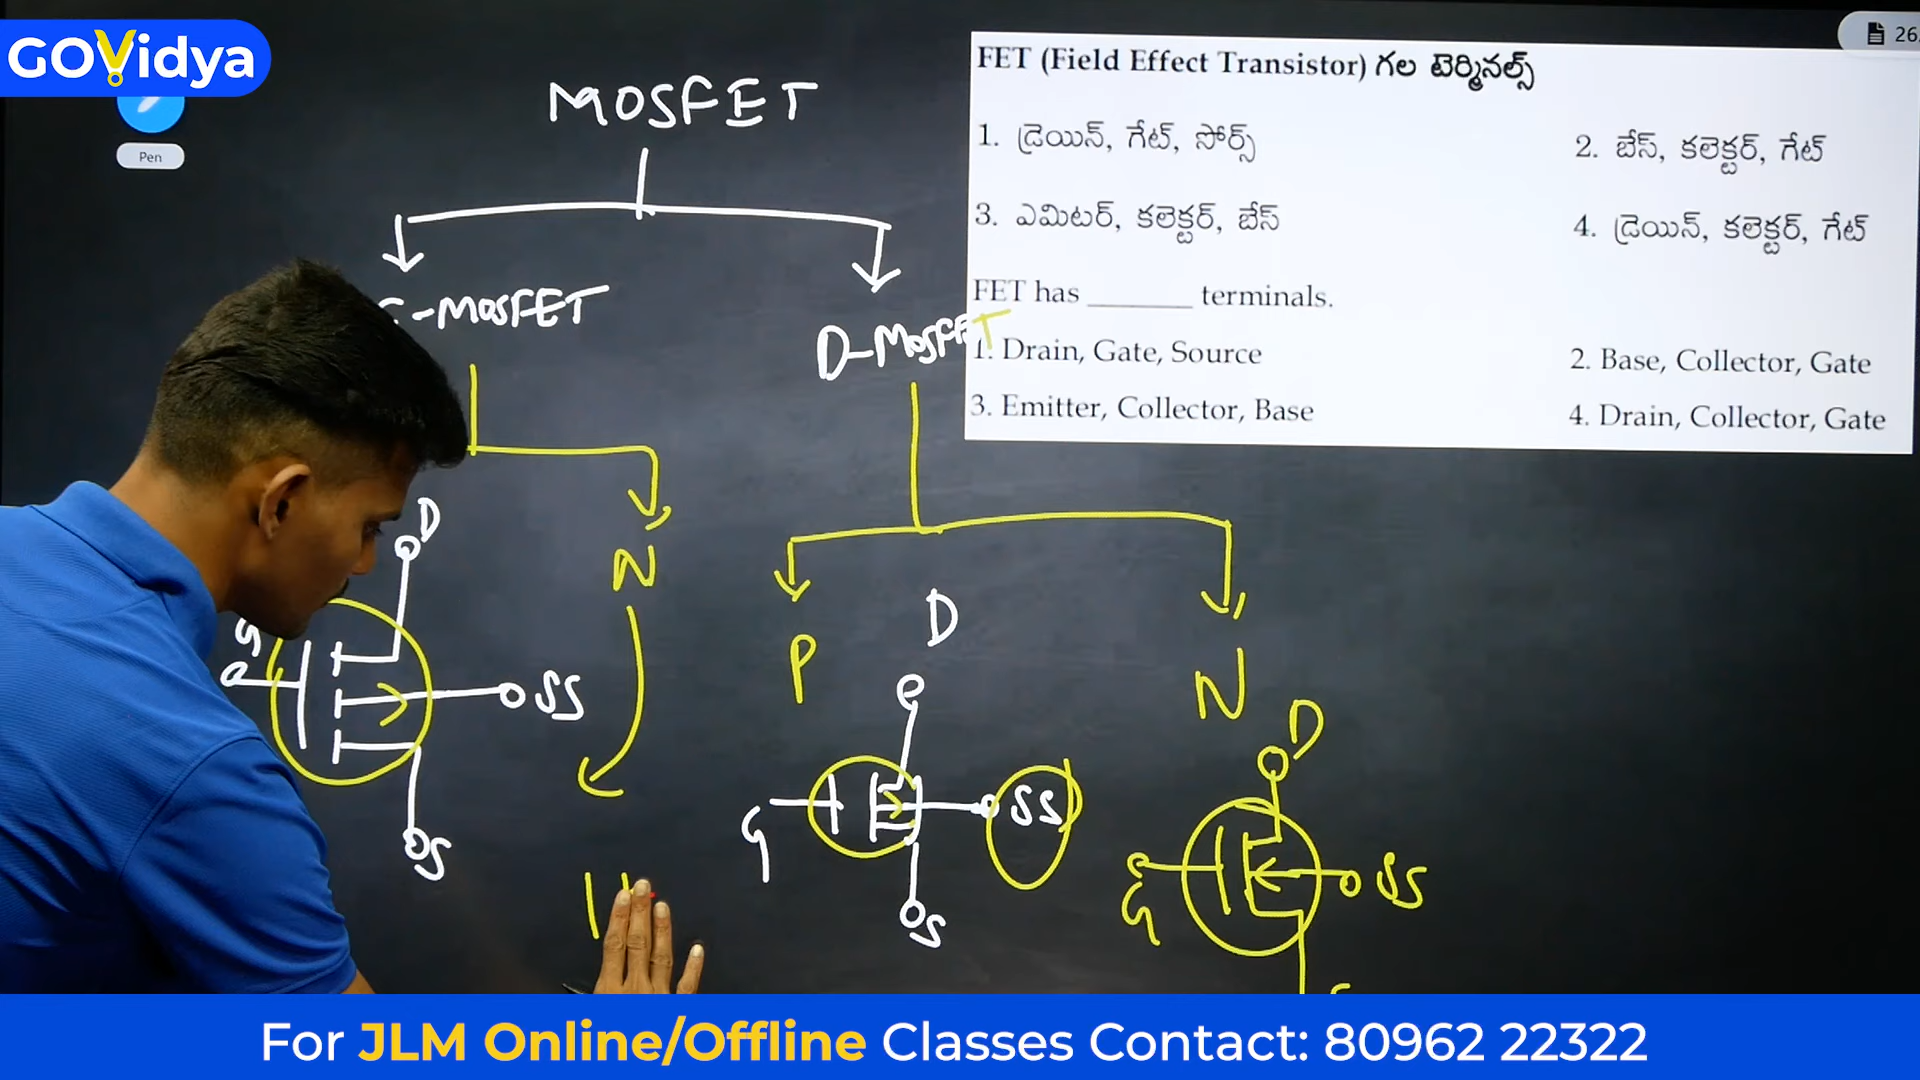 GOVidya
Pen
26
FET (Field Effect Transistor) గల టెర్మినల్స్
1. డ్రెయిన్, గేట్, సోర్స్
2. బేస్, కలెక్టర్, గేట్
3. ఎమిటర్, కలెక్టర్, బేస్
4. డ్రెయిన్, కలెక్టర్, గేట్
FET has ________ terminals.
1. Drain, Gate, Source
2. Base, Collector, Gate
3. Emitter, Collector, Base
4. Drain, Collector, Gate
MOSFET
-MOSFET
D-MOSFET
N
P
N
D
G
SS
S
D
G
SS
S
D
G
SS
For JLM Online/Offline Classes Contact: 80962 22322